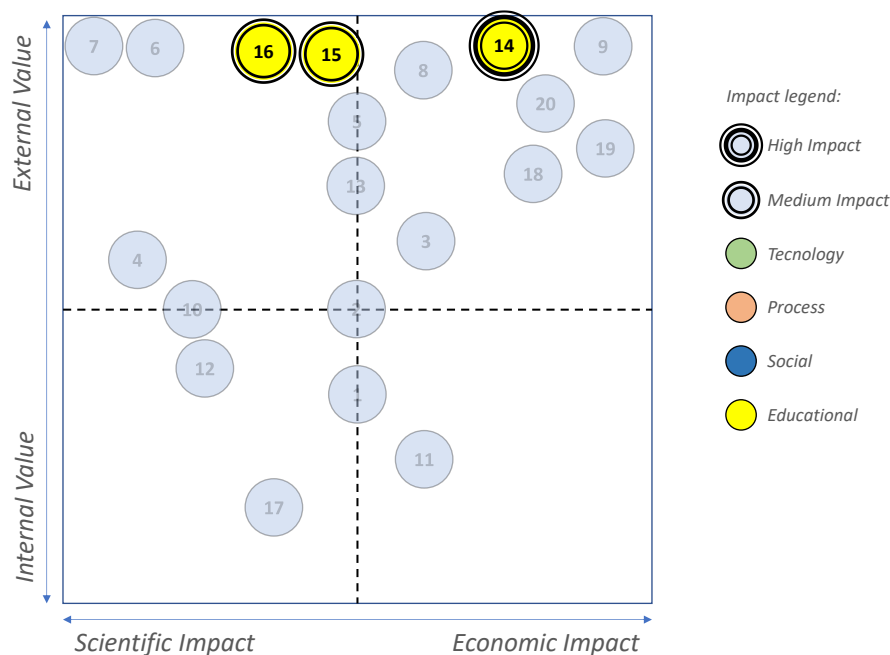 External Value
Internal Value
7
6
16
15
14
9
8
20
5
19
18
13
3
4
10
2
12
1
11
17
Scientific Impact
Economic Impact
Impact legend:
High Impact
Medium Impact
Tecnology
Process
Social
Educational